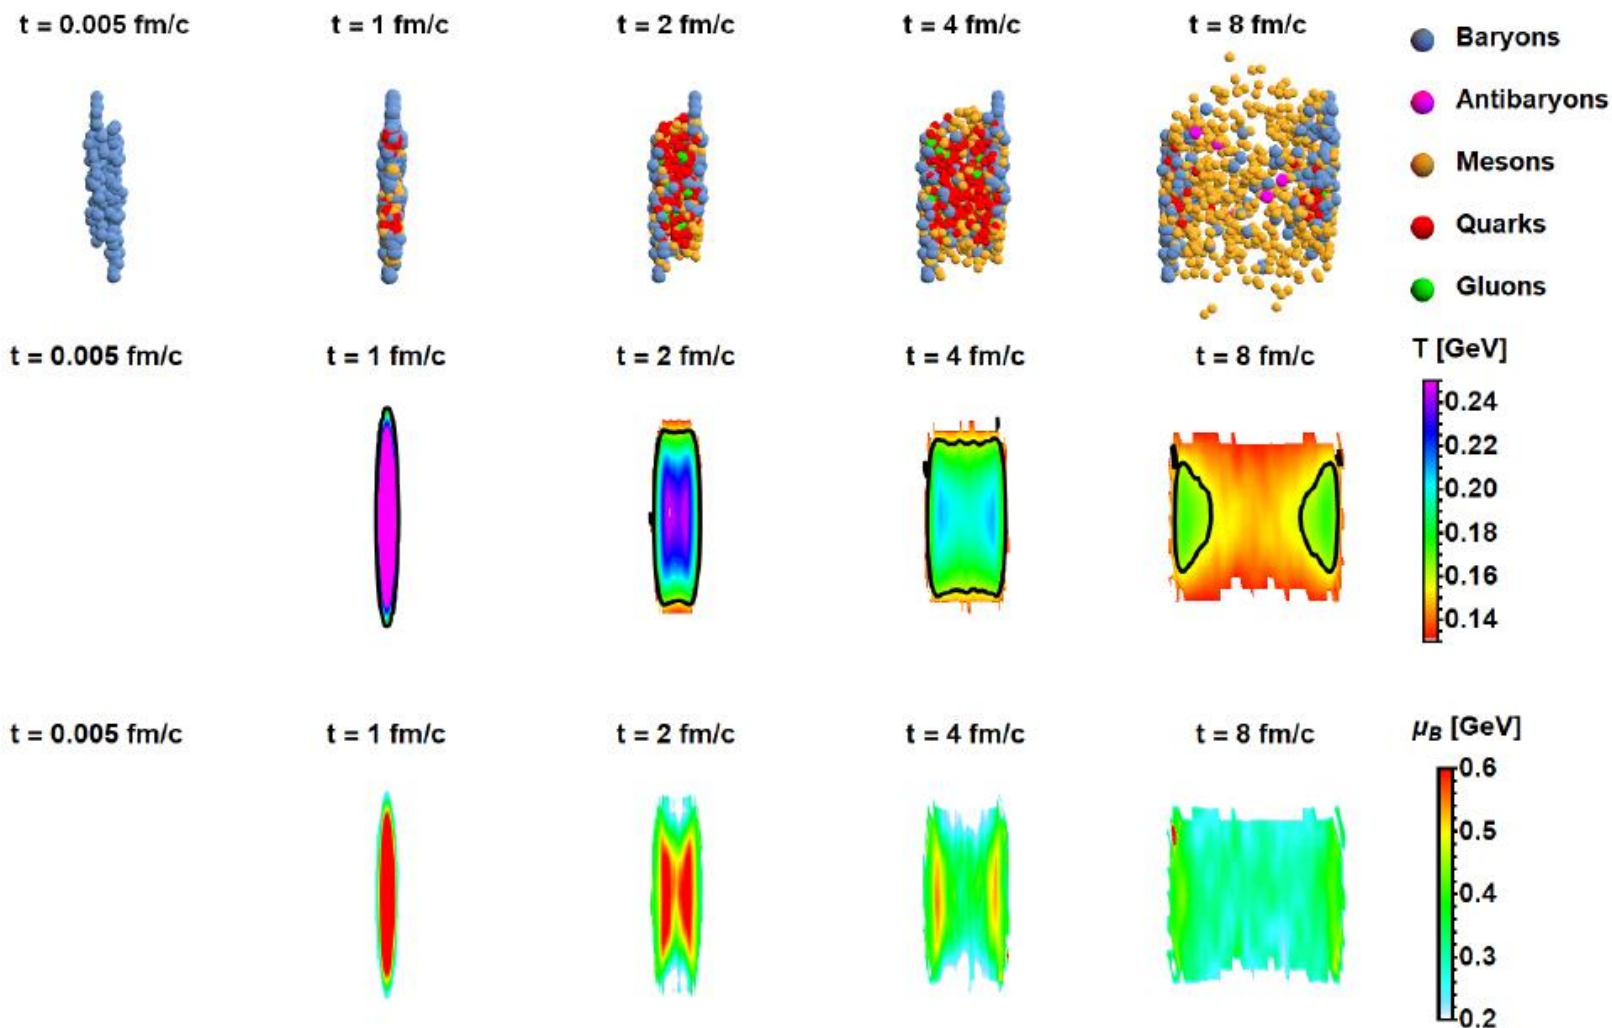 t = 0.005 fm/c
t = 1 fm/c
t = 2 fm/c
t = 4 fm/c
t = 8 fm/c
Baryons
Antibaryons
Mesons
Quarks
Gluons
t = 0.005 fm/c
t = 1 fm/c
t = 2 fm/c
t = 4 fm/c
t = 8 fm/c
T [GeV]
0.24
0.22
0.20
0.18
0.16
0.14
t = 0.005 fm/c
t = 1 fm/c
t = 2 fm/c
t = 4 fm/c
t = 8 fm/c
μB [GeV]
0.6
0.5
0.4
0.3
0.2